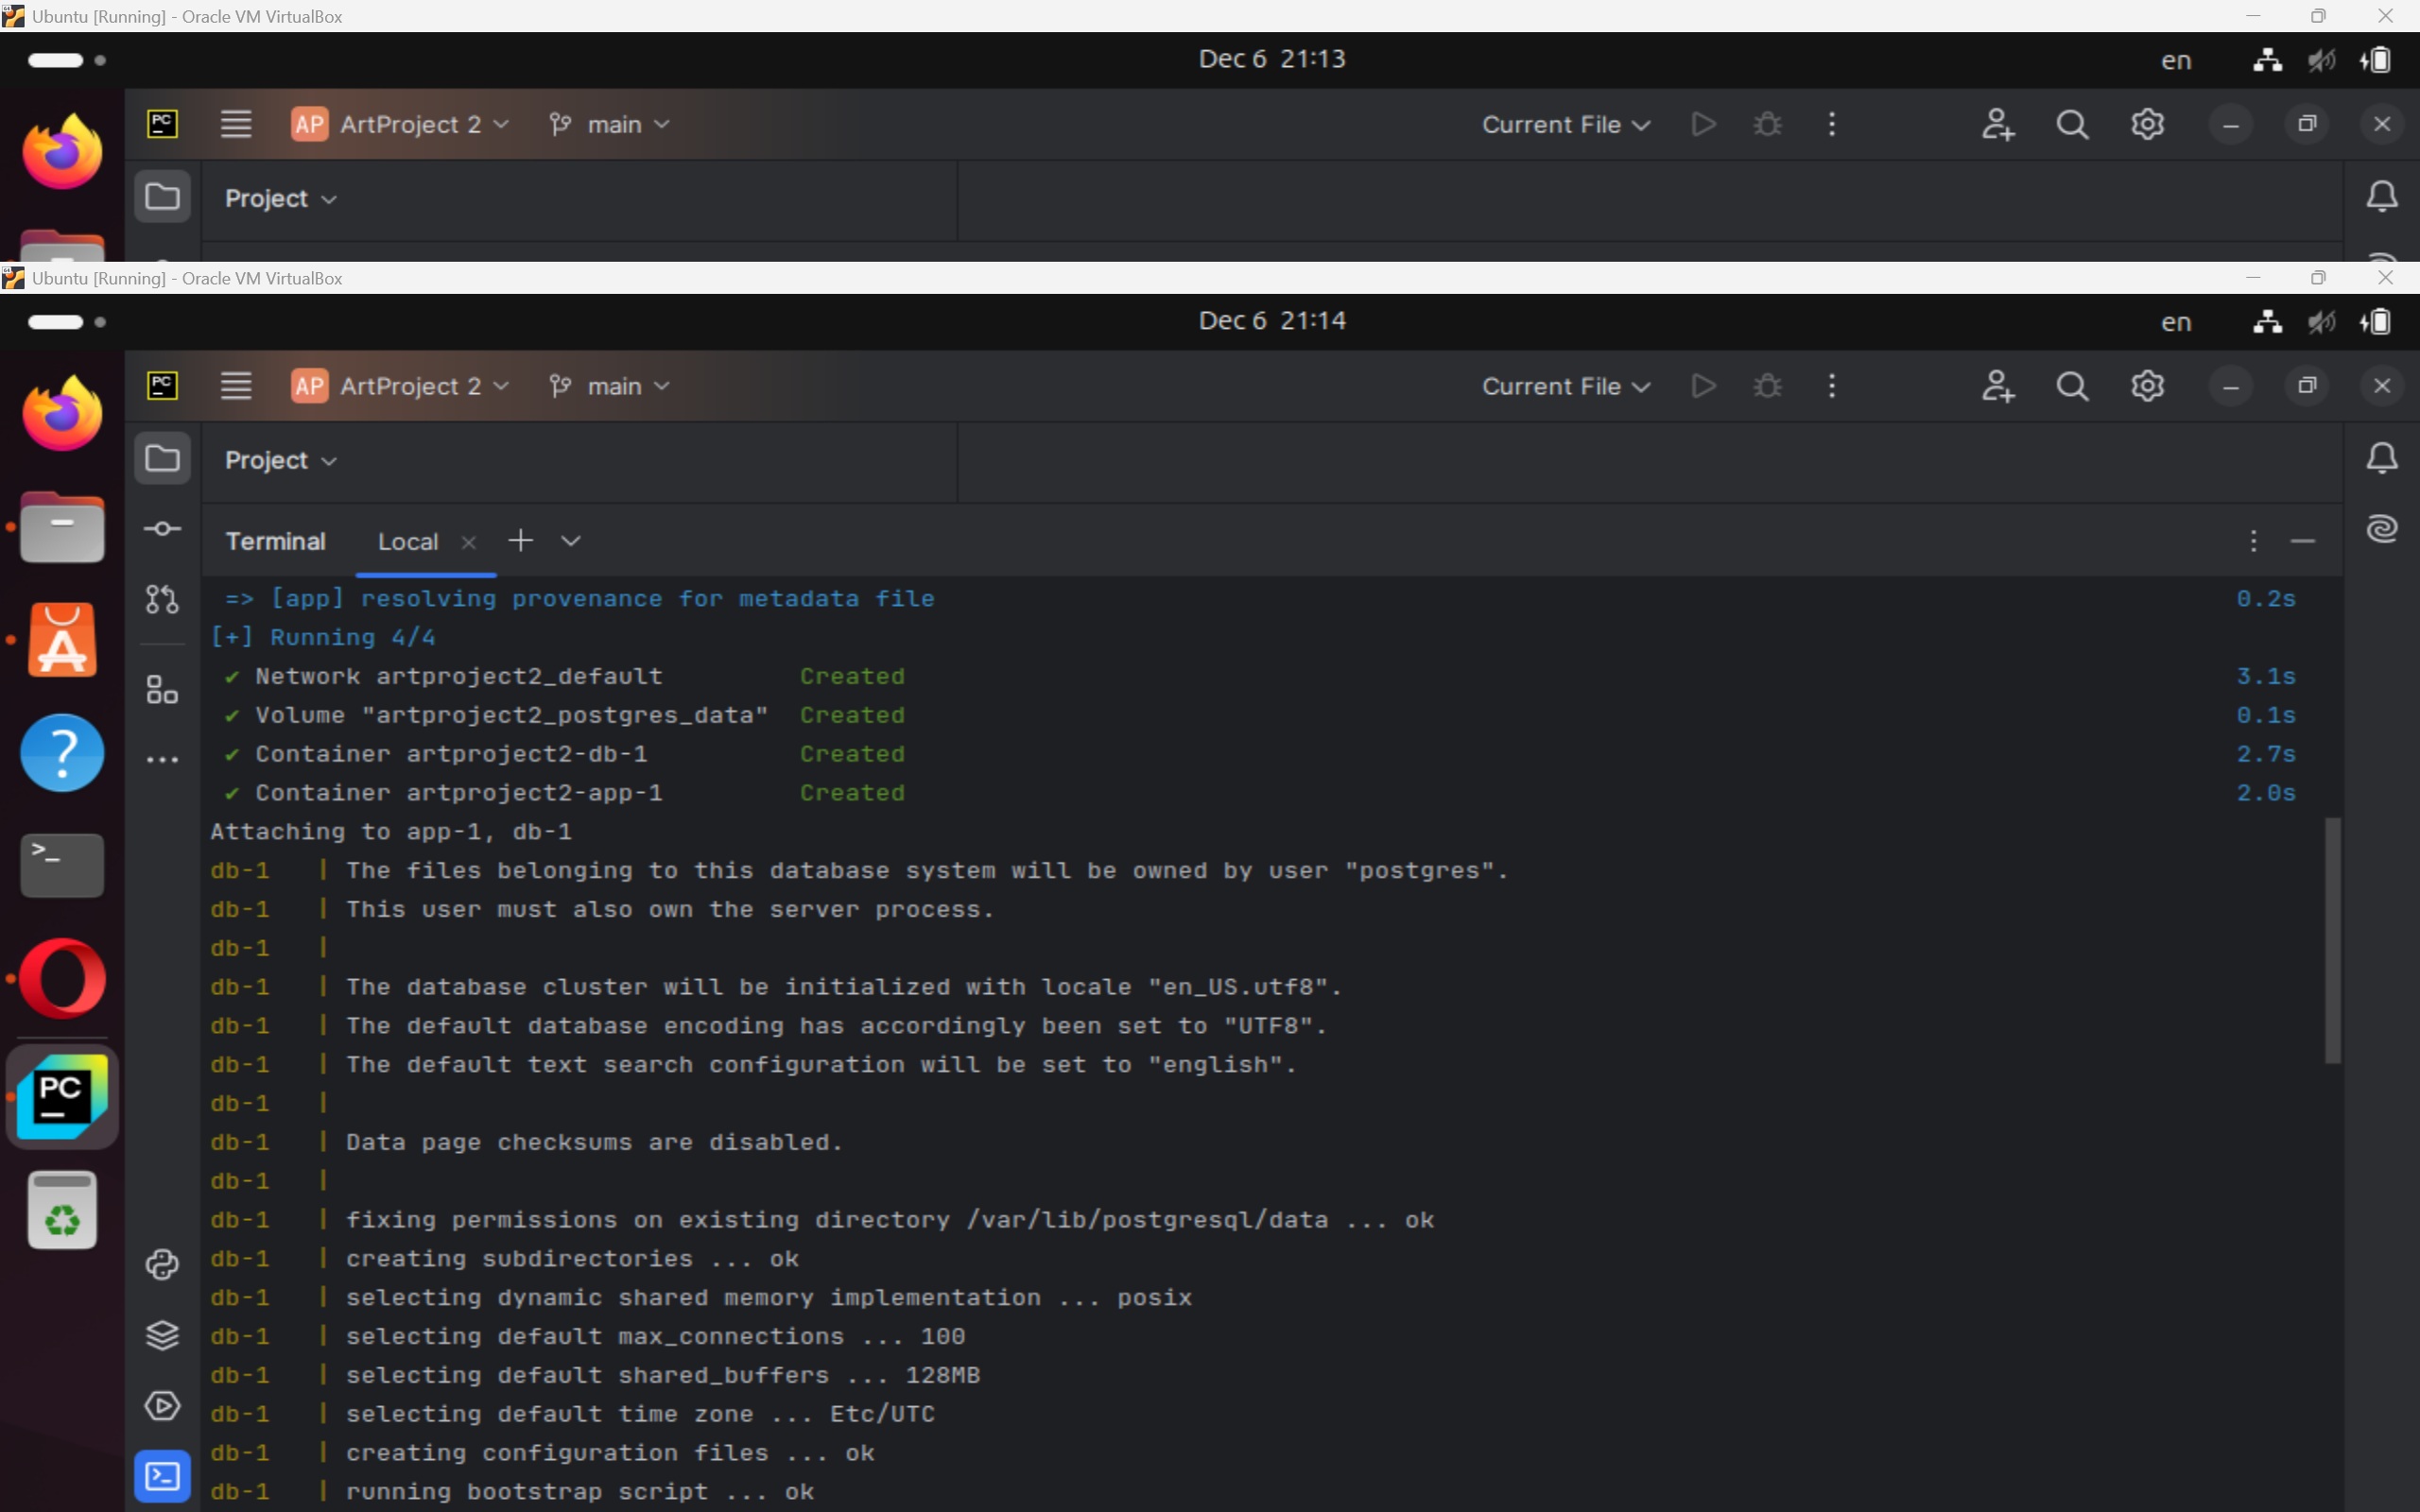 Ubuntu [Running] - Oracle VM VirtualBox
Dec 6 21:13
en
PC
AP ArtProject 2 main Current File
Project
Ubuntu [Running] - Oracle VM VirtualBox
Dec 6 21:14
en
PC
AP ArtProject 2 main Current File
Project
Terminal Local
=> [app] resolving provenance for metadata file 0.2s
[+] Running 4/4
✔ Network artproject2_default Created 3.1s
✔ Volume "artproject2_postgres_data" Created 0.1s
✔ Container artproject2-db-1 Created 2.7s
✔ Container artproject2-app-1 Created 2.0s
Attaching to app-1, db-1
db-1 | The files belonging to this database system will be owned by user "postgres".
db-1 | This user must also own the server process.
db-1 |
db-1 | The database cluster will be initialized with locale "en_US.utf8".
db-1 | The default database encoding has accordingly been set to "UTF8".
db-1 | The default text search configuration will be set to "english".
db-1 |
db-1 | Data page checksums are disabled.
db-1 |
db-1 | fixing permissions on existing directory /var/lib/postgresql/data ... ok
db-1 | creating subdirectories ... ok
db-1 | selecting dynamic shared memory implementation ... posix
db-1 | selecting default max_connections ... 100
db-1 | selecting default shared_buffers ... 128MB
db-1 | selecting default time zone ... Etc/UTC
db-1 | creating configuration files ... ok
db-1 | running bootstrap script ... ok
PC